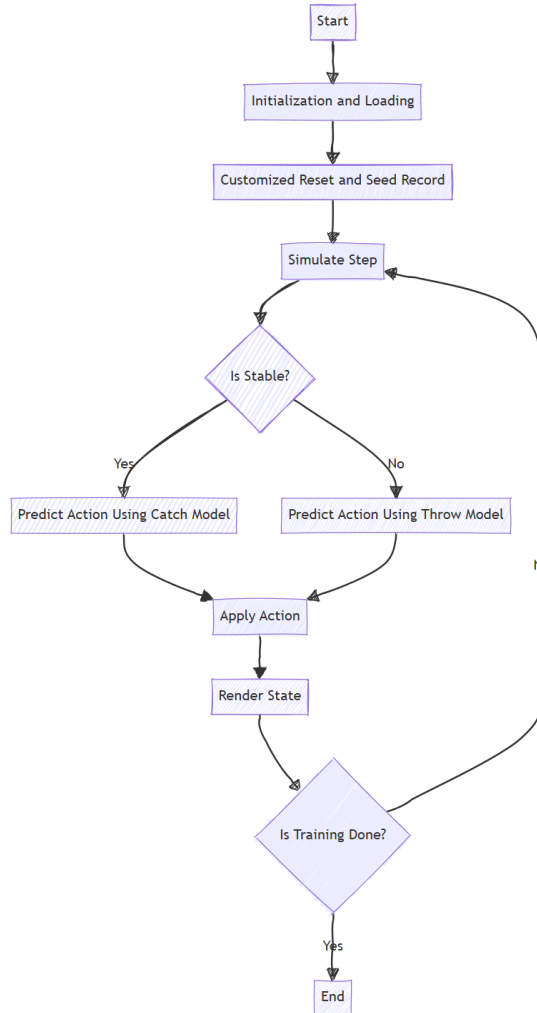 Start
Initialization and Loading
Customized Reset and Seed Record
Simulate Step
Is Stable?
Yes
No
Predict Action Using Catch Model
Predict Action Using Throw Model
Apply Action
Render State
Is Training Done?
Yes
End